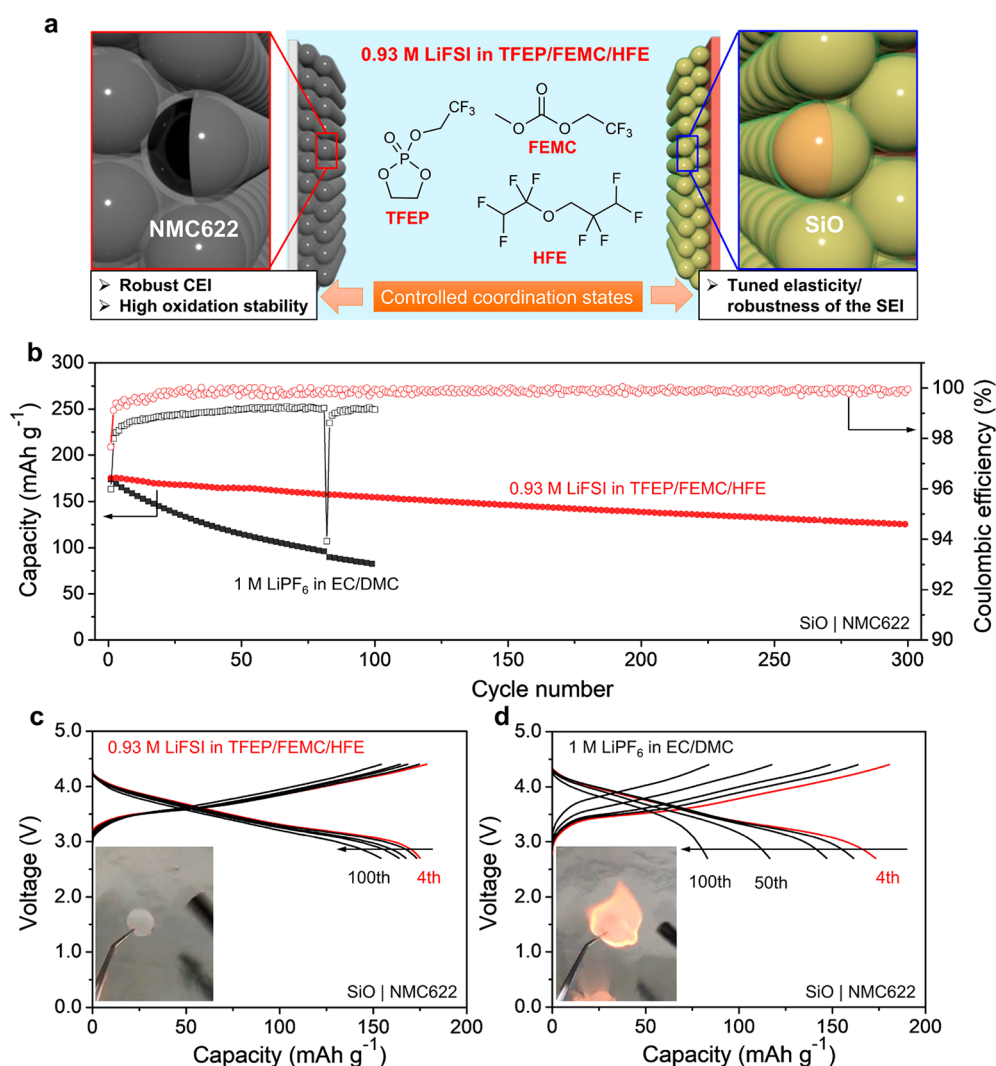 a
0.93 M LiFSI in TFEP/FEMC/HFE
NMC622
➢ Robust CEI
➢ High oxidation stability
O
O
P
O
O
CF₃
TFEP
O
O
O
CF₃
FEMC
F
F
F
F
O
F
F
F
F
HFE
Controlled coordination states
SiO
➢ Tuned elasticity/
robustness of the SEI
b
Capacity (mAh g⁻¹)
300
250
200
150
100
50
0
0.93 M LiFSI in TFEP/FEMC/HFE
1 M LiPF₆ in EC/DMC
SiO | NMC622
0
50
100
150
200
250
300
Cycle number
100
98
96
94
93
92
90
Coulombic efficiency (%)
c
Voltage (V)
5.0
4.0
3.0
2.0
1.0
0.0
0.93 M LiFSI in TFEP/FEMC/HFE
100th
4th
SiO | NMC622
0
50
100
150
200
Capacity (mAh g⁻¹)
d
Voltage (V)
5.0
4.0
3.0
2.0
1.0
0.0
1 M LiPF₆ in EC/DMC
100th
50th
4th
SiO | NMC622
0
50
100
150
200
Capacity (mAh g⁻¹)